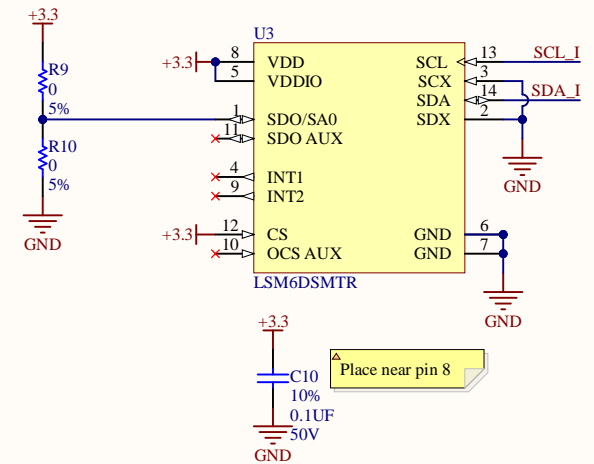 +3.3
R9
0
5%
R10
0
5%
GND
U3
+3.3
8
VDD
5
VDDIO
1
SDO/SA0
11
SDO AUX
4
INT1
9
INT2
+3.3
12
CS
10
OCS AUX
SCL
13
SCL_I
SCX
3
SDA
14
SDA_I
SDX
2
GND
GND
6
GND
7
GND
LSM6DSMTR
+3.3
C10
10%
0.1UF
50V
GND
Place near pin 8